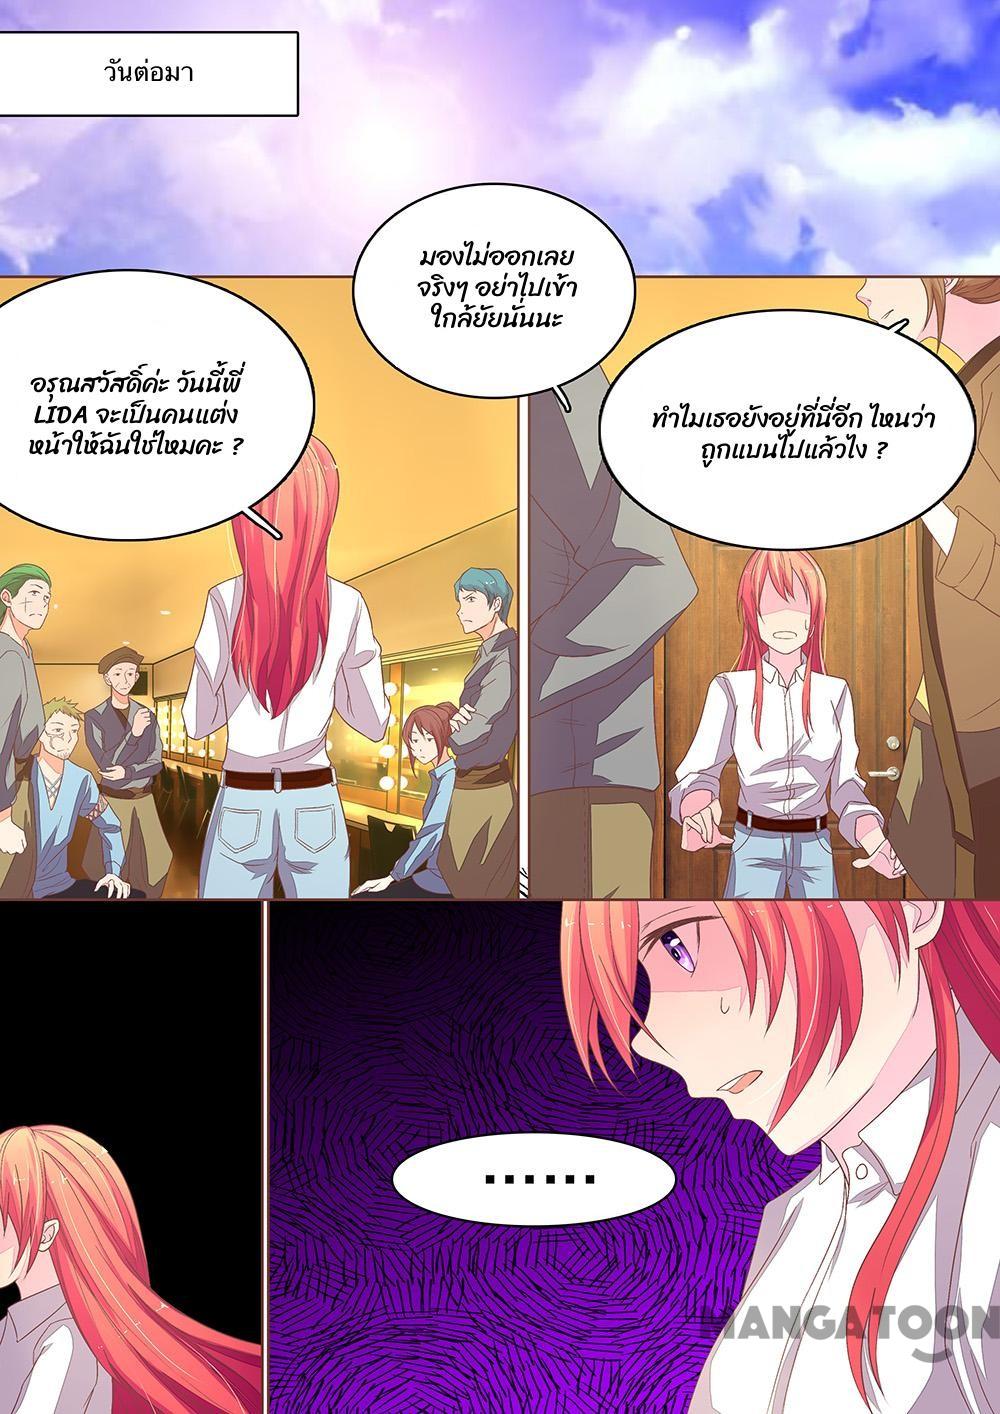 วันต่อมา
มองไม่ออกเลย
จริงๆ อย่าไปเข้า
ใกล้ยัยนั่นนะ
อรุณสวัสดิ์ค่ะ วันนี้พี่
LIDA จะเป็นคนแต่ง
หน้าให้ฉันใช่ไหมคะ ?
ทำไมเธอยังอยู่ที่นี่อีก ไหนว่า
ถูกแบนไปแล้วไง ?
......
MANGATOON